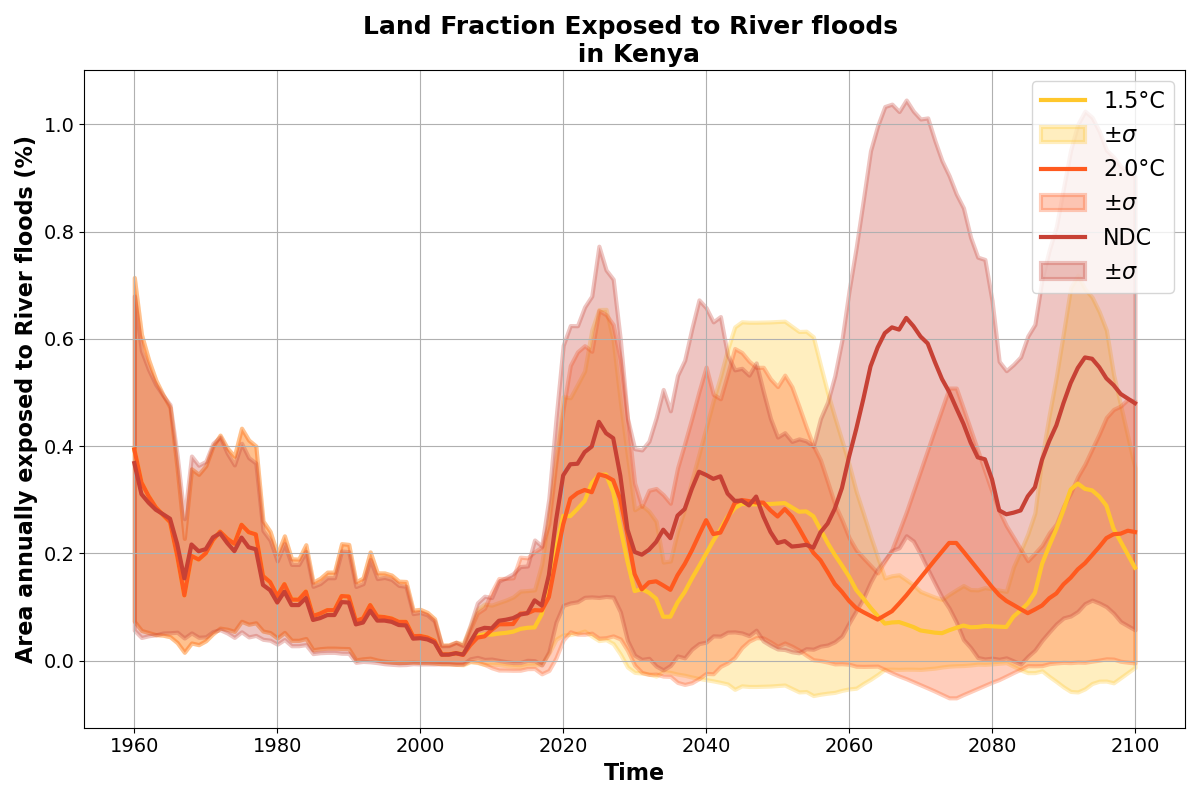 Land Fraction Exposed to River floods
in Kenya
Area annually exposed to River floods (%)
1.0
0.8
0.6
0.4
0.2
0.0
1960
1980
2000
2020
2040
2060
2080
2100
Time
1.5°C
±σ
2.0°C
±σ
NDC
±σ